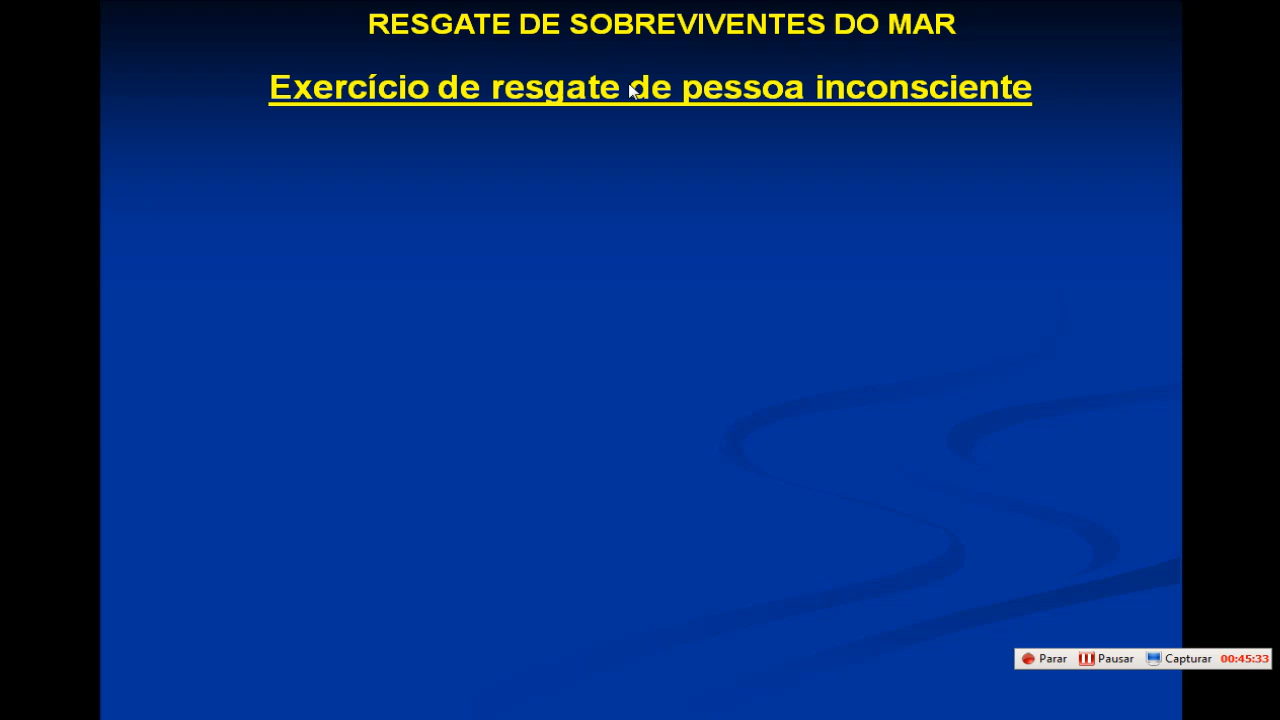 RESGATE DE SOBREVIVENTES DO MAR
Exercício de resgate de pessoa inconsciente
Parar Pausar Capturar 00:45:33